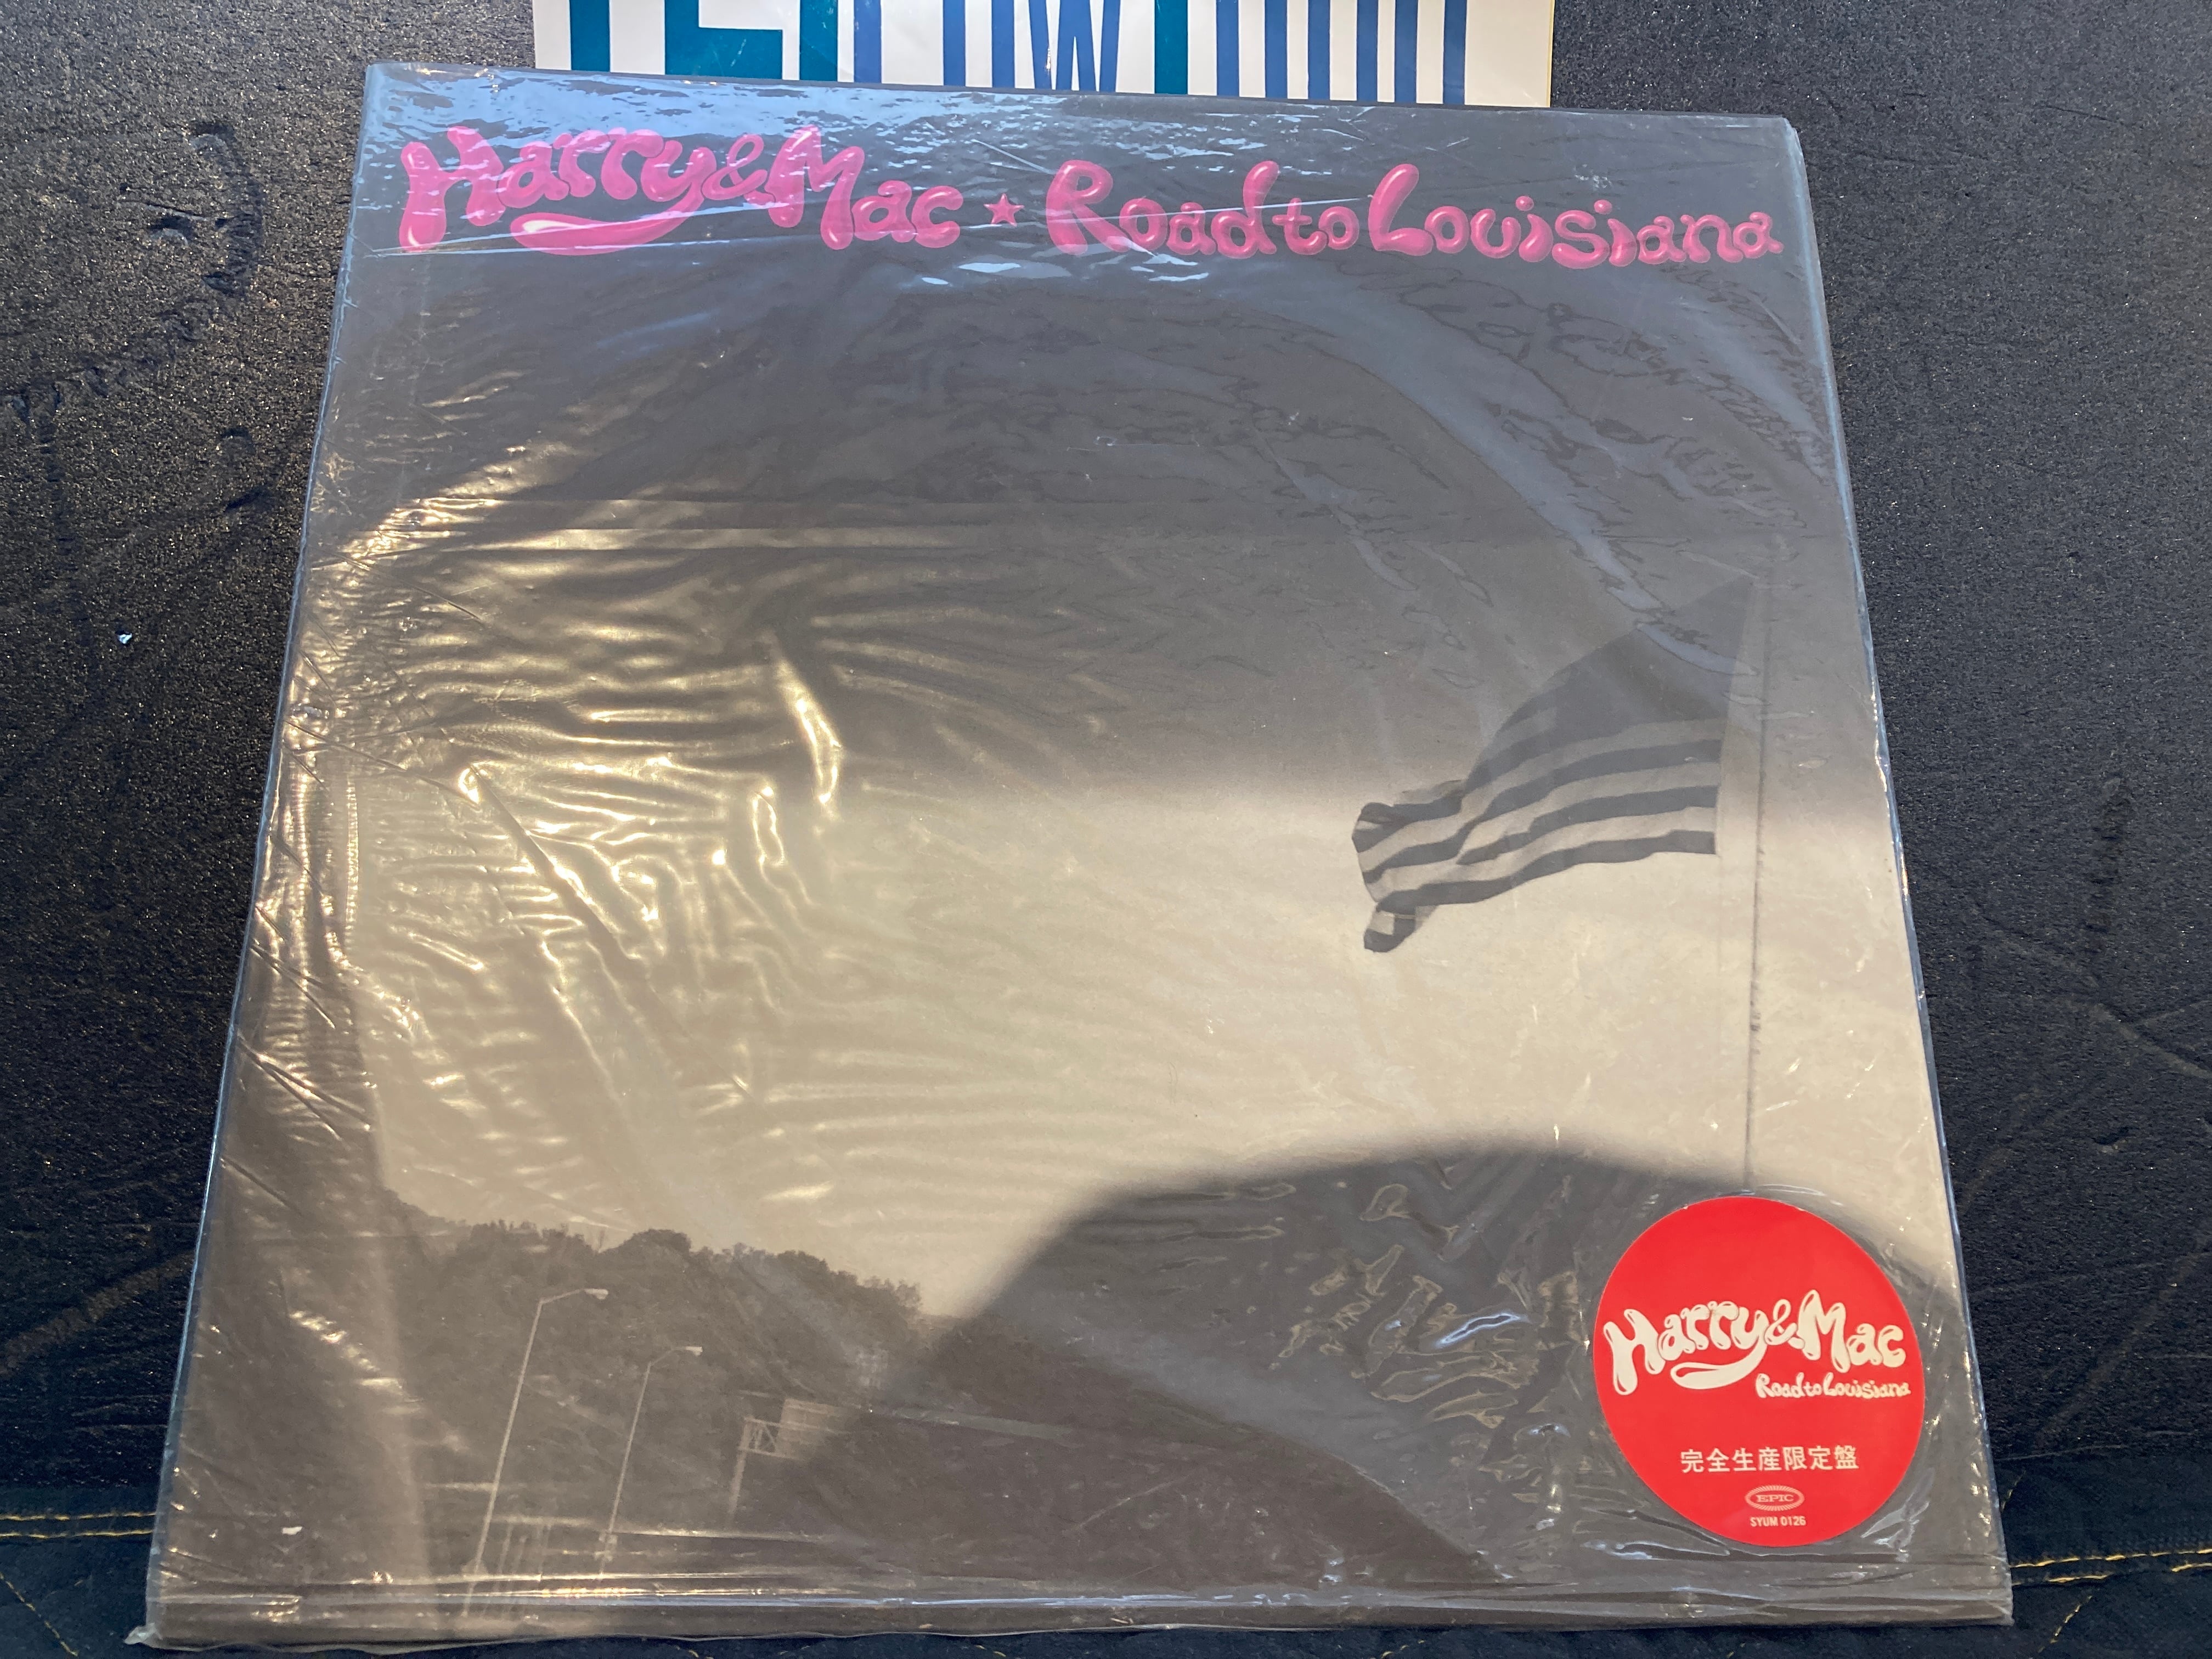 Harry & Mac ★ Road to Louisiana
Harry & Mac
Road to Louisiana
完全生産限定盤
EPIC
SYUM 0126